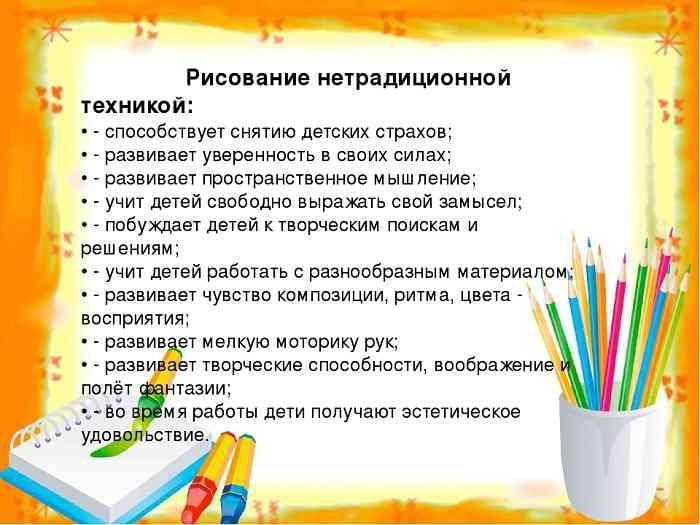 Рисование нетрадиционной
техникой:
• - способствует снятию детских страхов;
• - развивает уверенность в своих силах;
• - развивает пространственное мышление;
• - учит детей свободно выражать свой замысел;
• - побуждает детей к творческим поискам и
решениям;
• - учит детей работать с разнообразным материалом;
• - развивает чувство композиции, ритма, цвета -
восприятия;
• - развивает мелкую моторику рук;
• - развивает творческие способности, воображение и
полёт фантазии;
• - во время работы дети получают эстетическое
удовольствие.